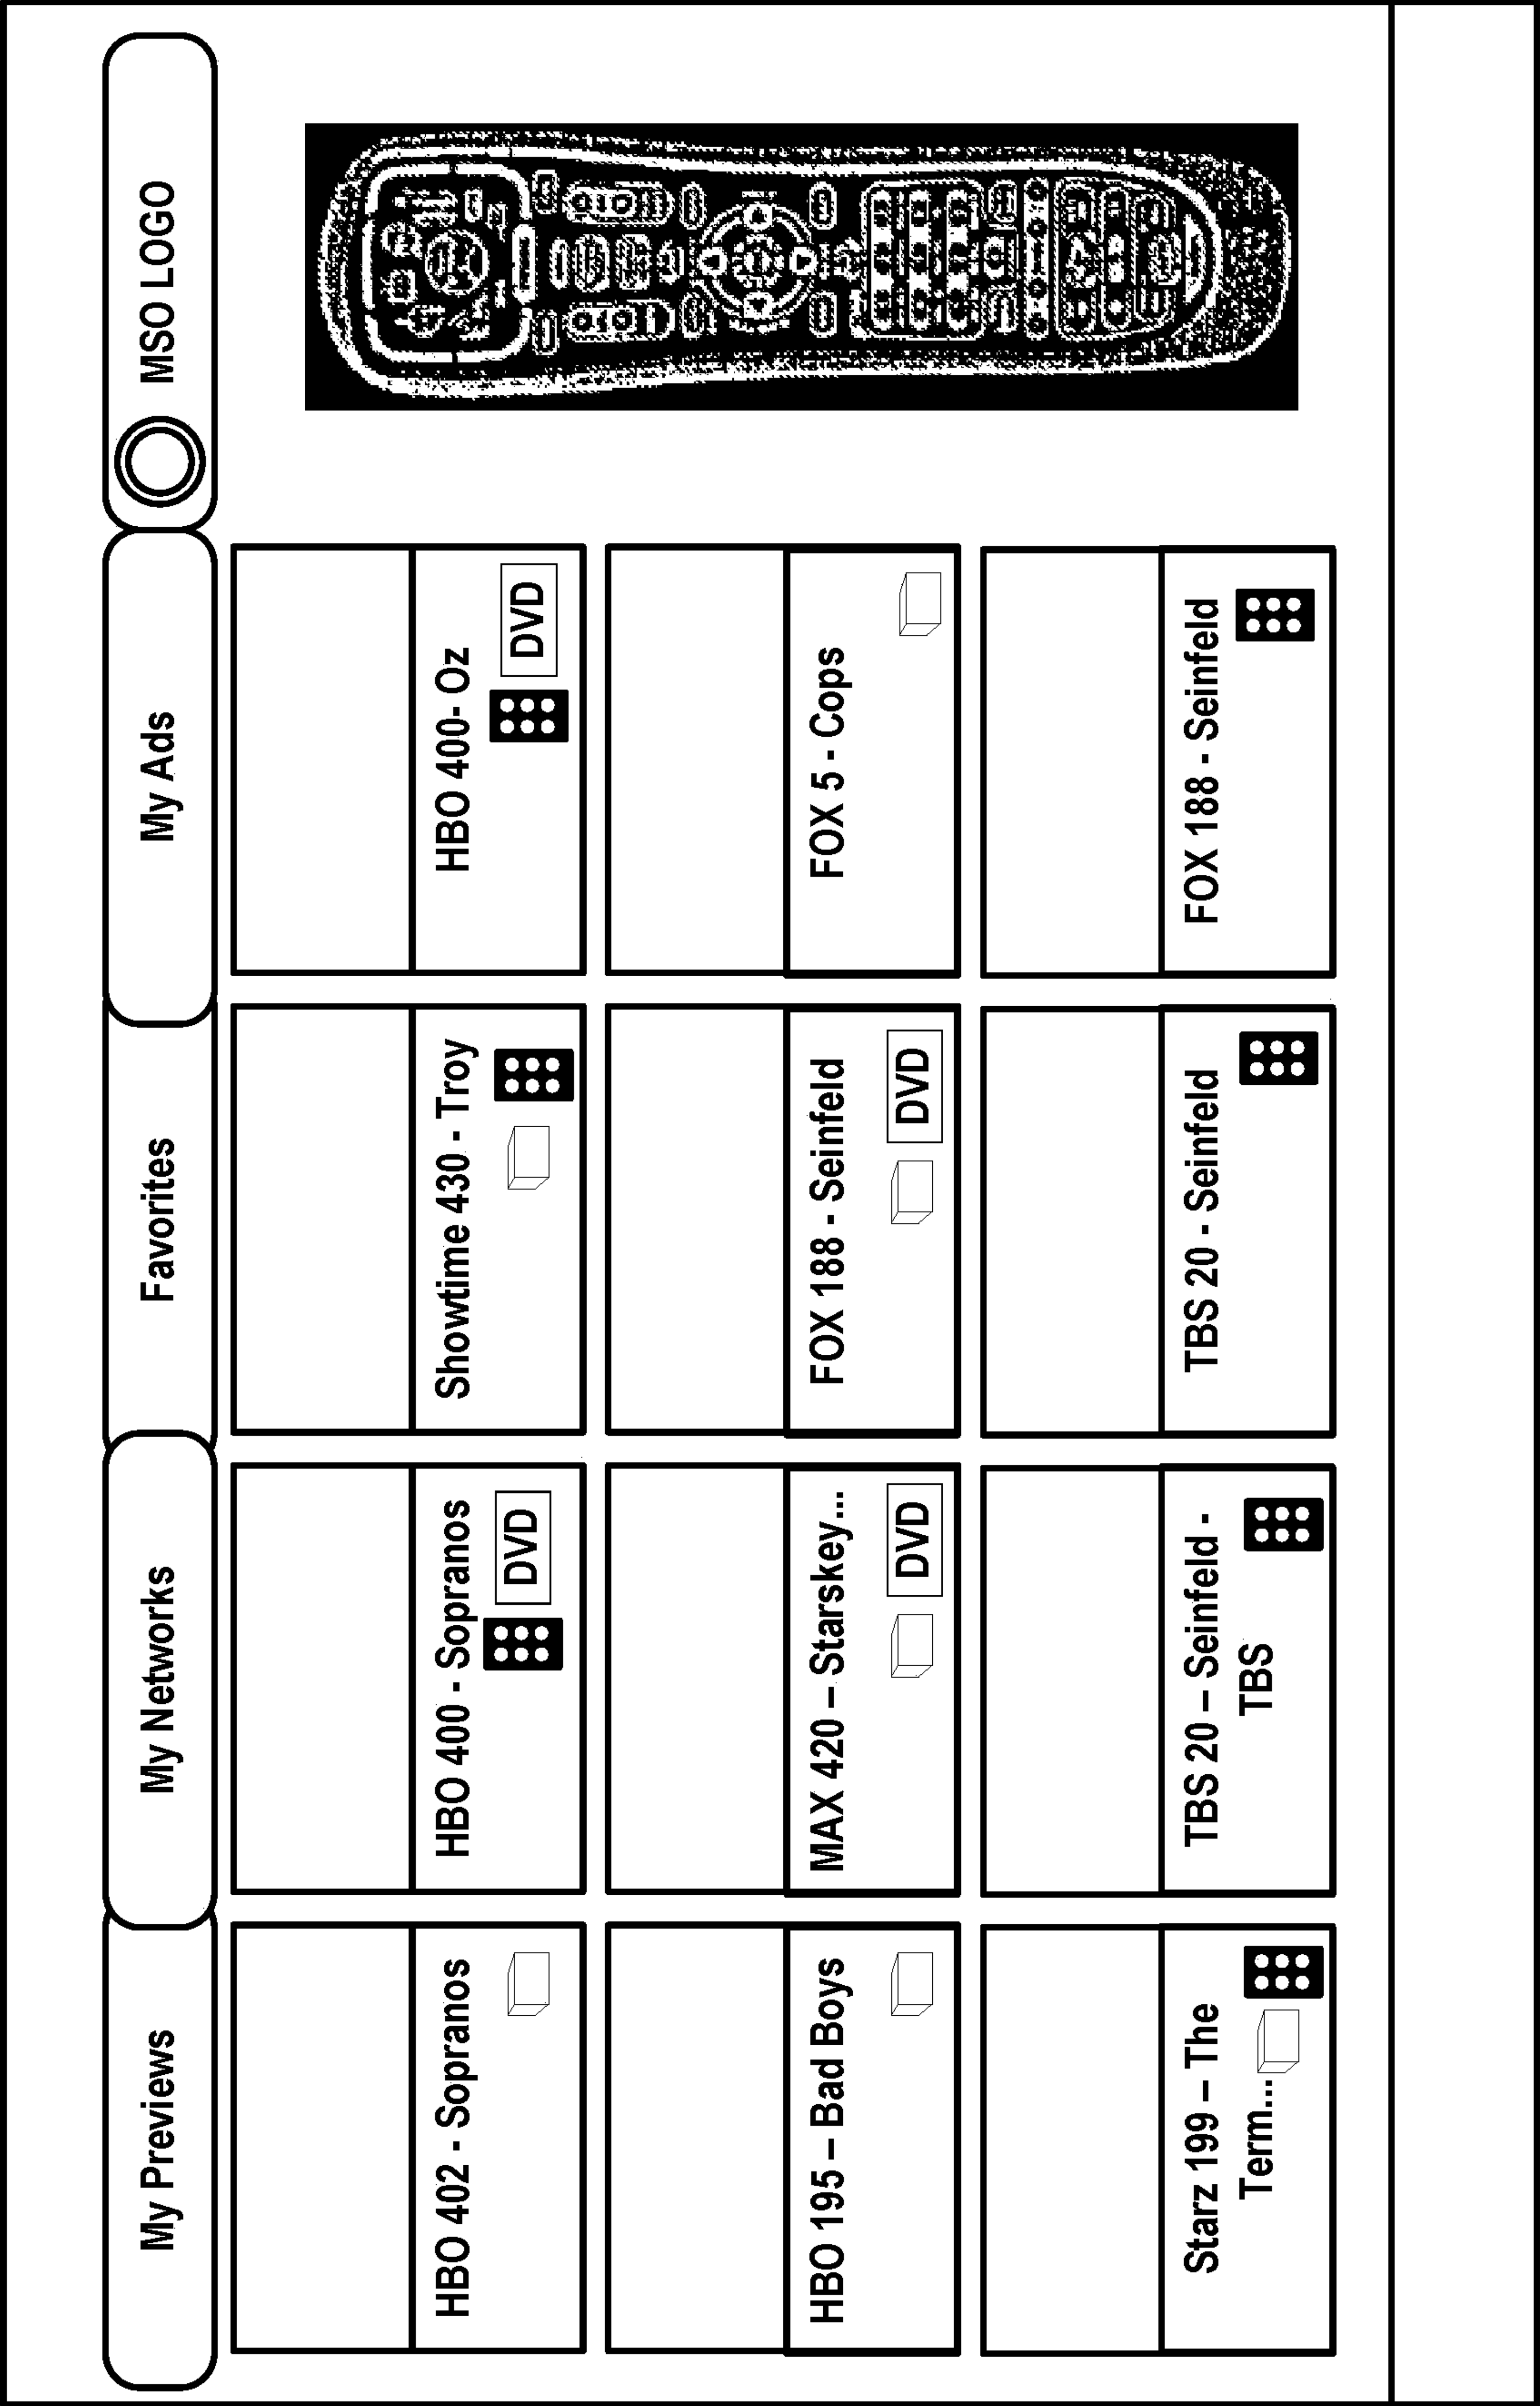 My Previews
My Networks
Favorites
My Ads
MSO LOGO
HBO 402 - Sopranos
HBO 400 - Sopranos
DVD
Showtime 430 - Troy
HBO 400- Oz
DVD
HBO 195 – Bad Boys
MAX 420 – Starskey...
DVD
FOX 188 - Seinfeld
DVD
FOX 5 - Cops
Starz 199 – The
Term...
TBS 20 – Seinfeld -
TBS
TBS 20 - Seinfeld
FOX 188 - Seinfeld